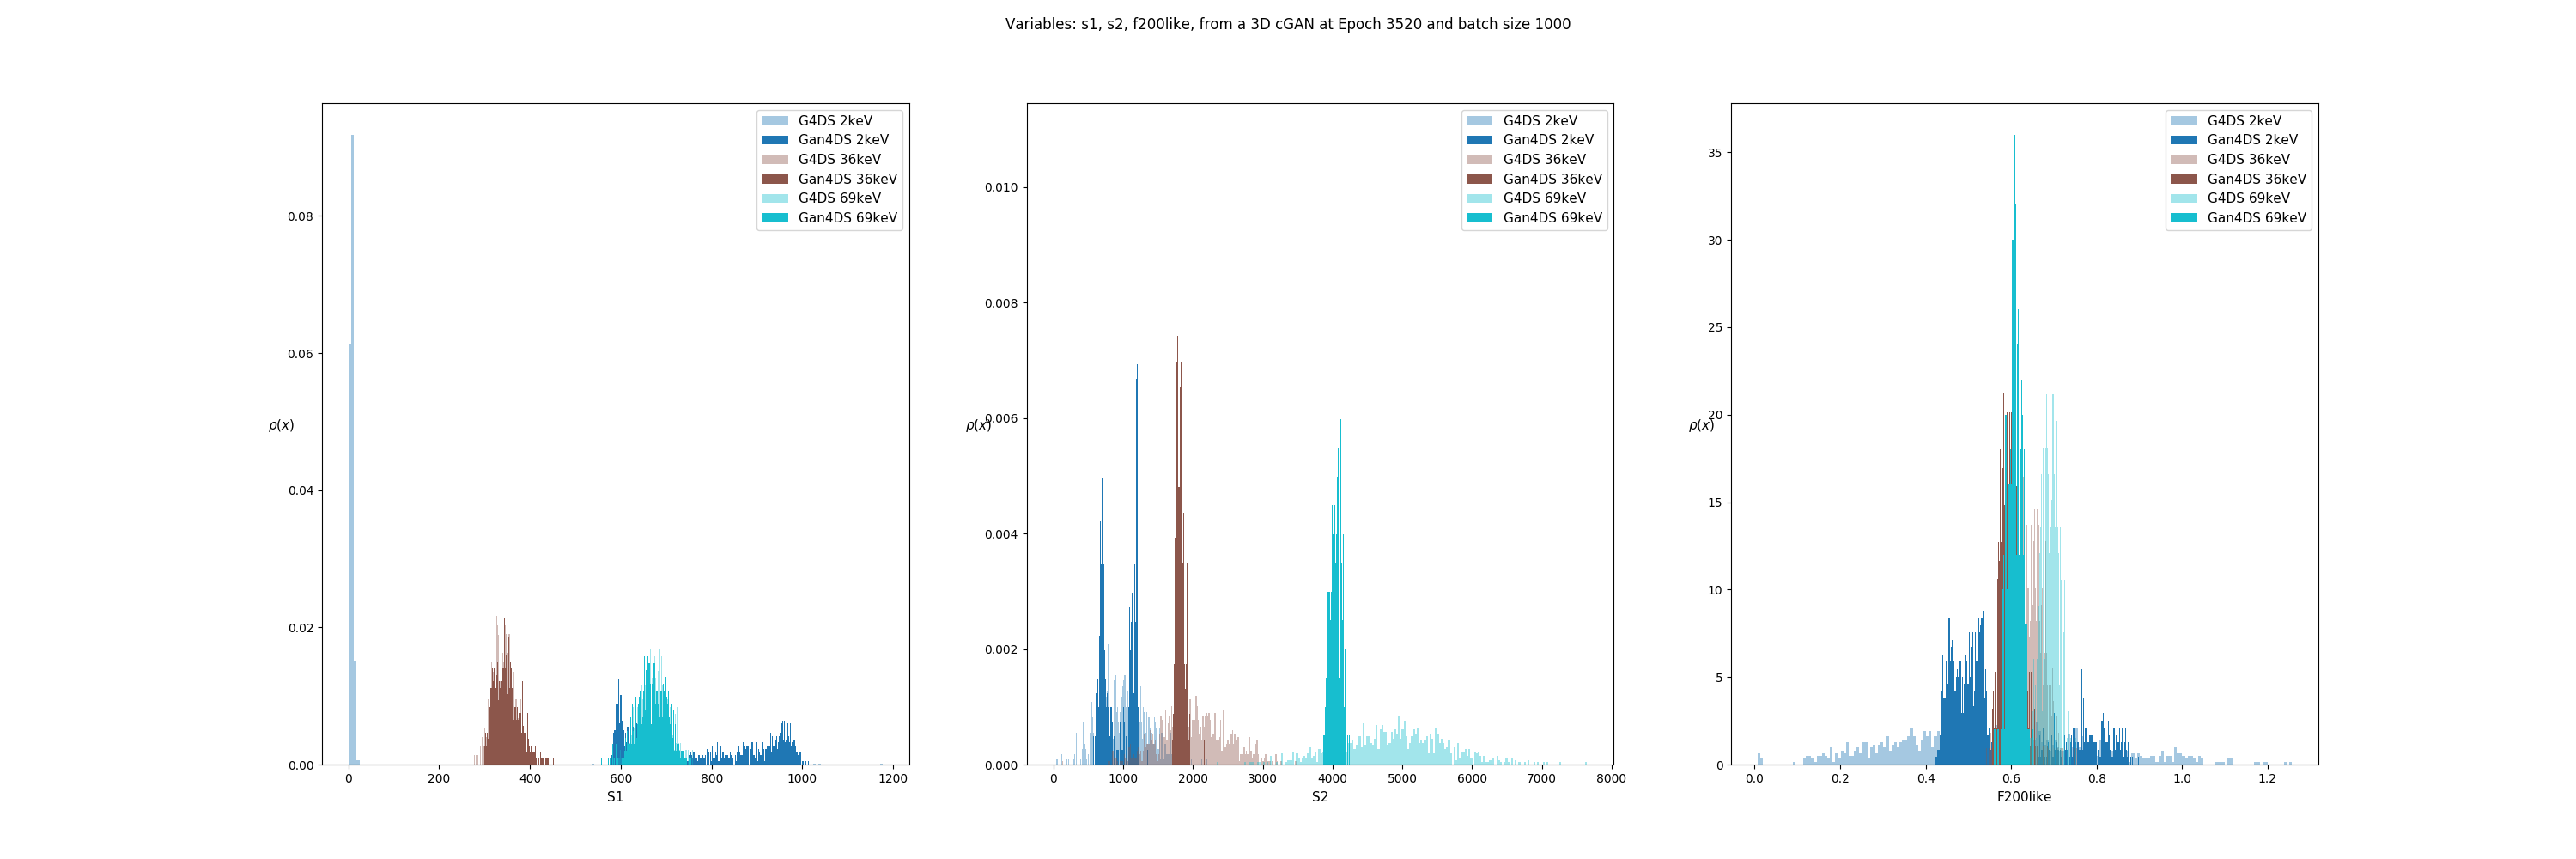 Variables: s1, s2, f200like, from a 3D cGAN at Epoch 3520 and batch size 1000
G4DS 2keV
Gan4DS 2keV
G4DS 36keV
Gan4DS 36keV
G4DS 69keV
Gan4DS 69keV
0.08
0.06
0.04
0.02
0.00
ρ(x)
0 200 400 600 800 1000 1200
S1
G4DS 2keV
Gan4DS 2keV
G4DS 36keV
Gan4DS 36keV
G4DS 69keV
Gan4DS 69keV
0.010
0.008
0.006
0.004
0.002
0.000
ρ(x)
0 1000 2000 3000 4000 5000 6000 7000 8000
S2
G4DS 2keV
Gan4DS 2keV
G4DS 36keV
Gan4DS 36keV
G4DS 69keV
Gan4DS 69keV
35
30
25
20
15
10
5
0
ρ(x)
0.0 0.2 0.4 0.6 0.8 1.0 1.2
F200like